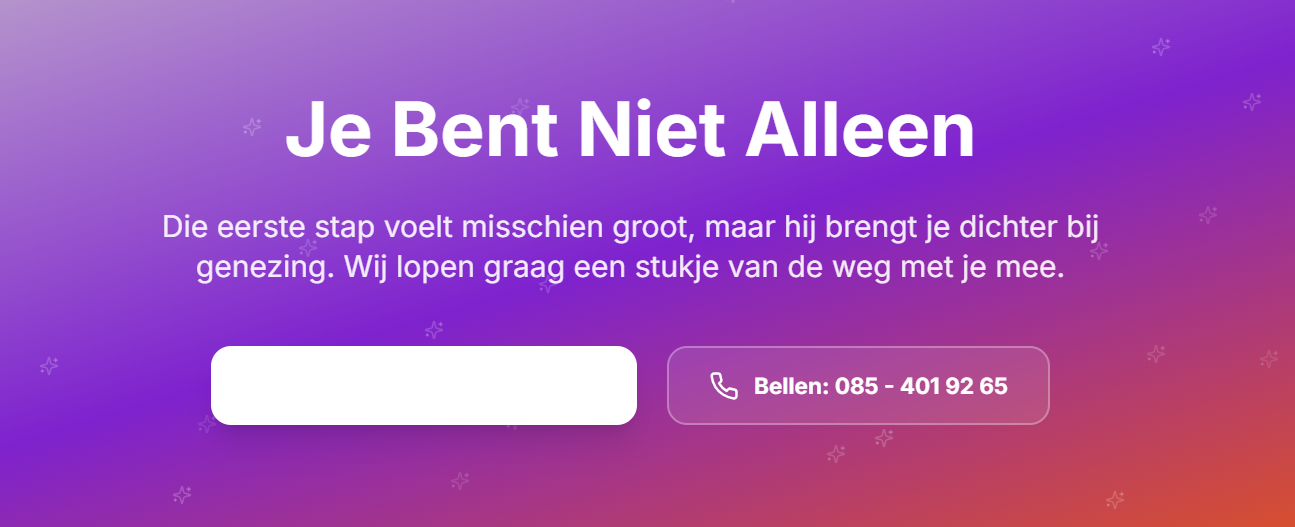 Je Bent Niet Alleen
Die eerste stap voelt misschien groot, maar hij brengt je dichter bij
genezing. Wij lopen graag een stukje van de weg met je mee.
Bellen: 085 - 401 92 65